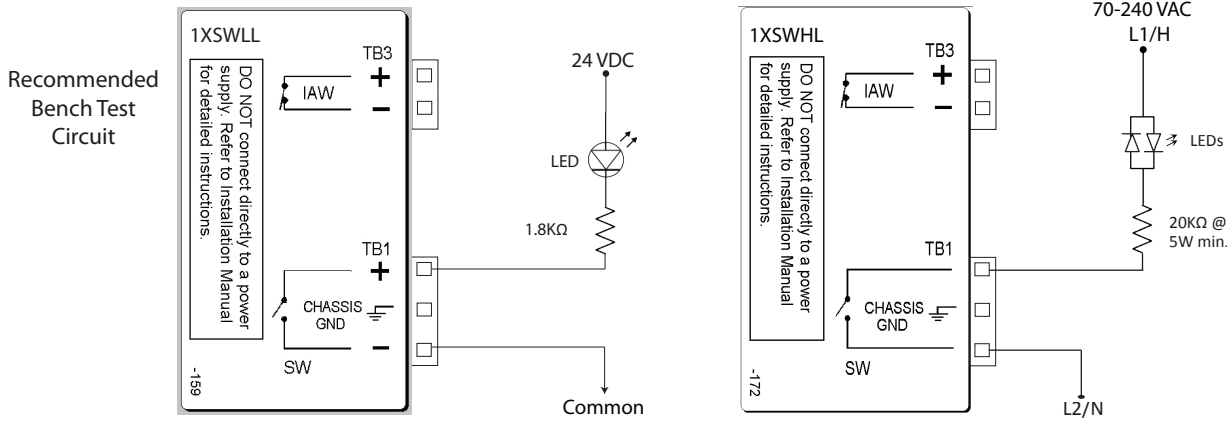 Recommended
Bench Test
Circuit
1XSWLL
DO NOT connect directly to a power
supply. Refer to Installation Manual
for detailed instructions.
TB3
+
IAW
−
TB1
+
CHASSIS
GND
−
SW
-159
24 VDC
LED
1.8KΩ
Common
1XSWHL
DO NOT connect directly to a power
supply. Refer to Installation Manual
for detailed instructions.
TB3
+
IAW
−
TB1
CHASSIS
GND
SW
-172
70-240 VAC
L1/H
LEDs
20KΩ @
5W min.
L2/N